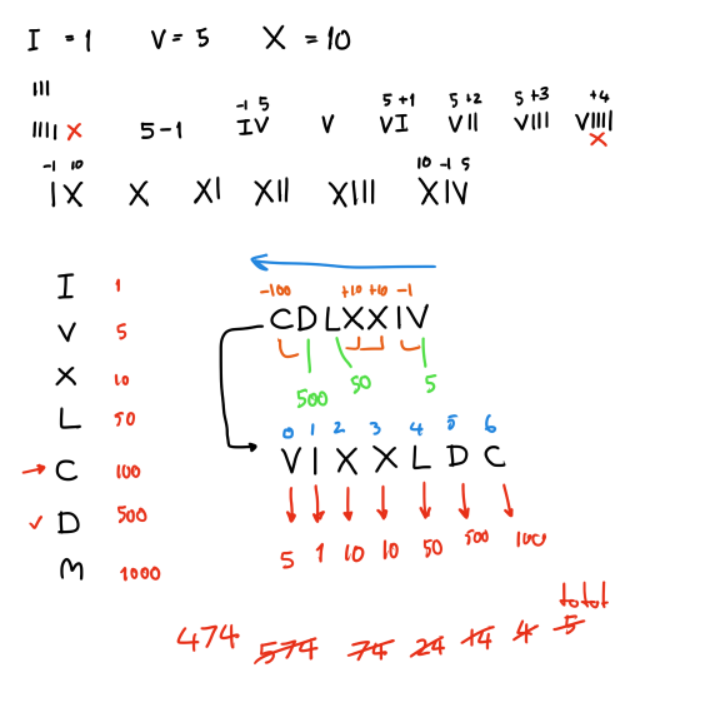 I = 1 V = 5 X = 10
III
-1 5 5 +1 5 +2 5 +3 +4
IIII X 5-1 IV V VI VII VIII VIIII
X
-1 10 10 -1 5
IX X XI XII XIII XIV
I 1
V 5
X 10
L 50
C 100
D 500
M 1000
-100 +10 +10 -1
CDLXXIV
500 50 5
0 1 2 3 4 5 6
V I X X L D C
5 1 10 10 50 500 100
total
474 574 74 24 14 4 5